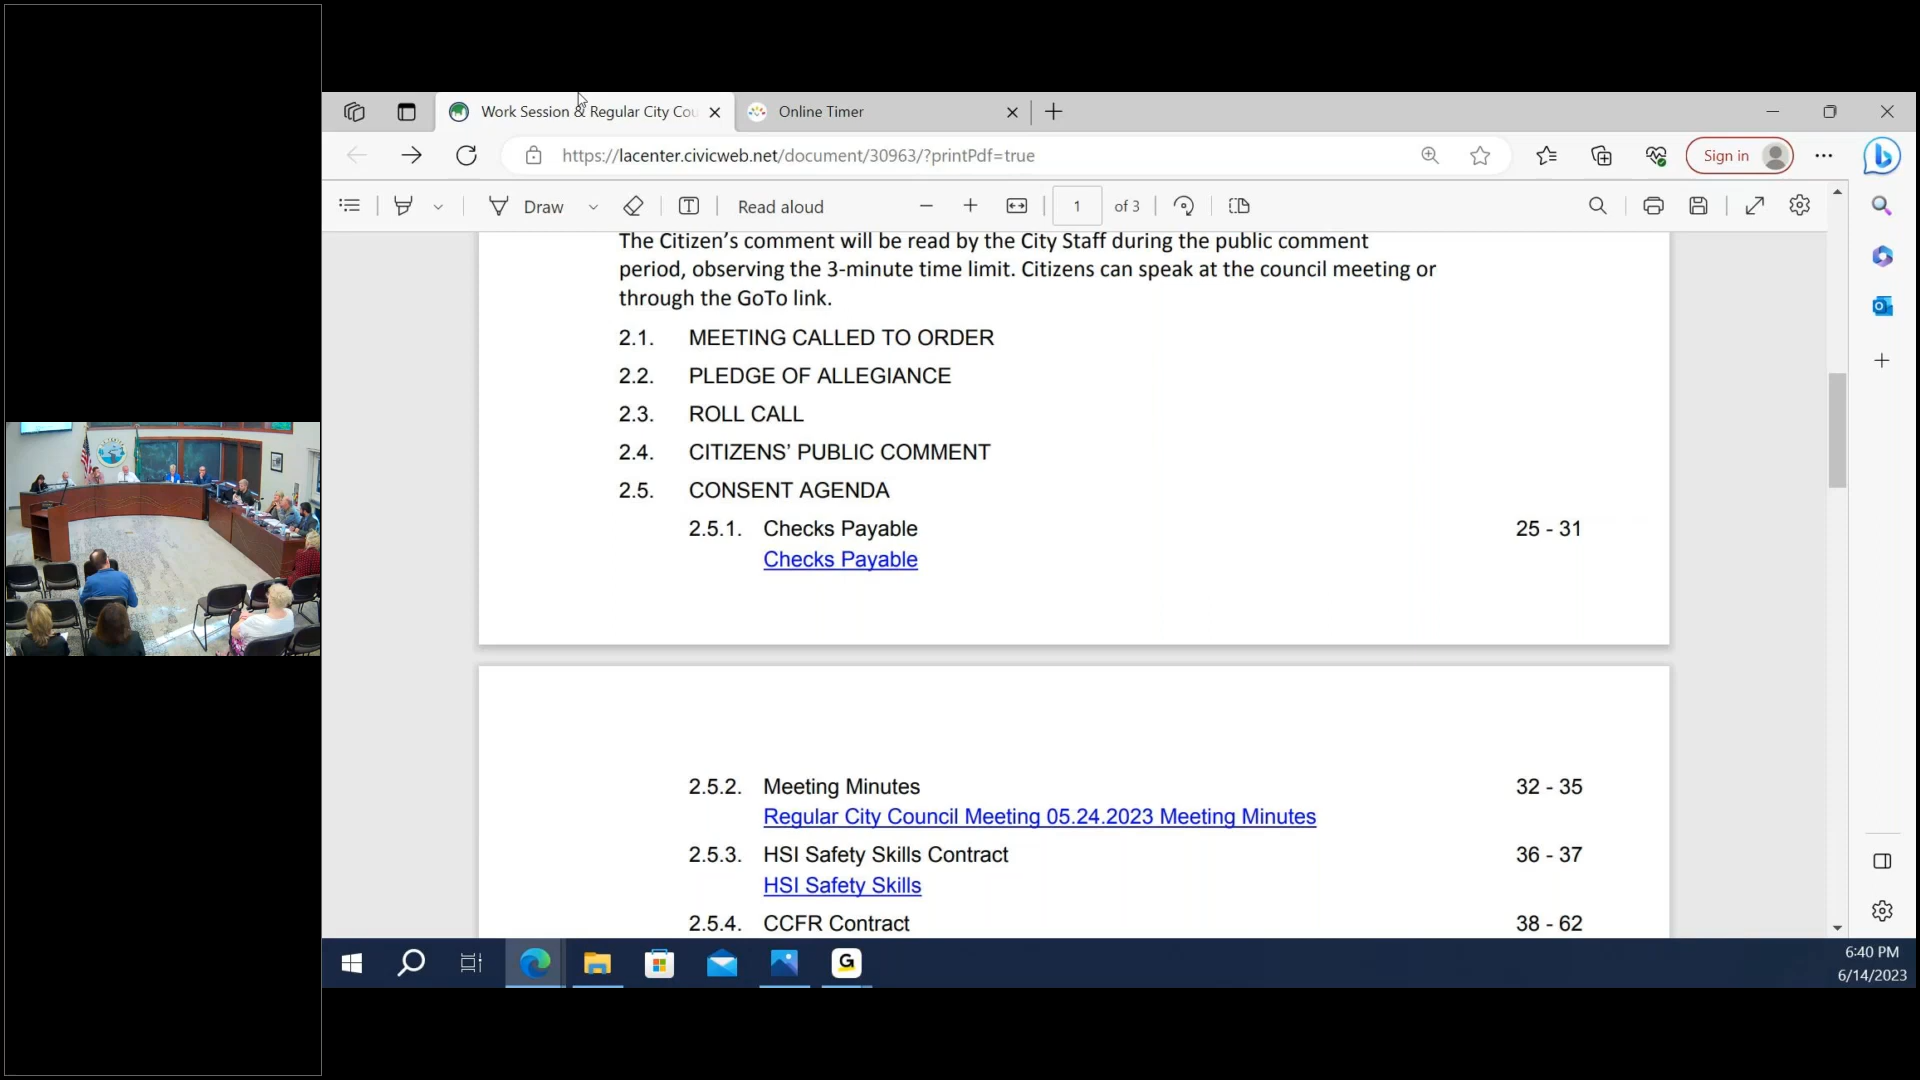 Work Session & Regular City Cou
Online Timer
https://lacenter.civicweb.net/document/30963/?printPdf=true
Sign in
Draw
Read aloud
1
of 3
The Citizen's comment will be read by the City Staff during the public comment
period, observing the 3-minute time limit. Citizens can speak at the council meeting or
through the GoTo link.
2.1. MEETING CALLED TO ORDER
2.2. PLEDGE OF ALLEGIANCE
2.3. ROLL CALL
2.4. CITIZENS' PUBLIC COMMENT
2.5. CONSENT AGENDA
2.5.1. Checks Payable 25 - 31
Checks Payable
2.5.2. Meeting Minutes 32 - 35
Regular City Council Meeting 05.24.2023 Meeting Minutes
2.5.3. HSI Safety Skills Contract 36 - 37
HSI Safety Skills
2.5.4. CCFR Contract 38 - 62
6:40 PM
6/14/2023